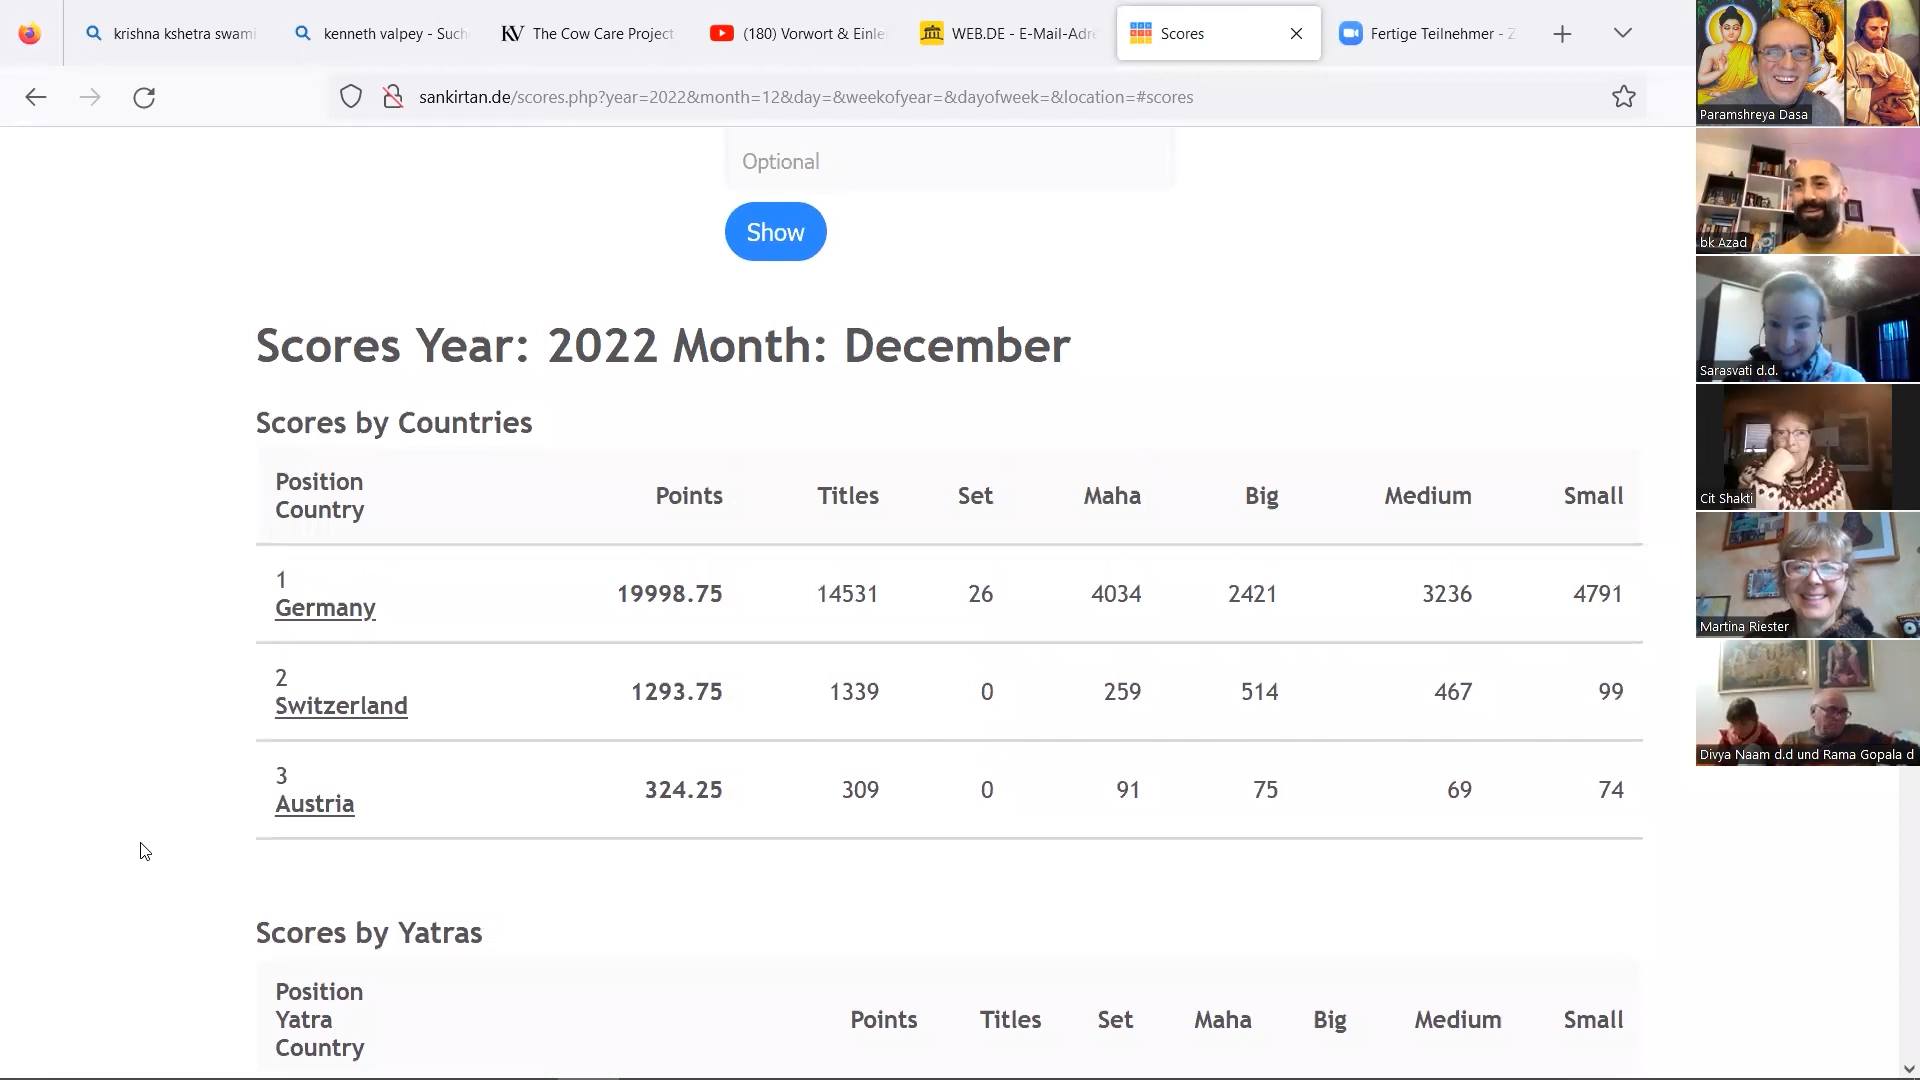 krishna kshetra swami
kenneth valpey - Such
KV The Cow Care Project
(180) Vorwort & Einle
WEB.DE - E-Mail-Adre
Scores
Fertige Teilnehmer - Z
sankirtan.de/scores.php?year=2022&month=12&day=&weekofyear=&dayofweek=&location=#scores
Optional
Show
Scores Year: 2022 Month: December
Scores by Countries
Position
Country
Points Titles Set Maha Big Medium Small
1
Germany
19998.75 14531 26 4034 2421 3236 4791
2
Switzerland
1293.75 1339 0 259 514 467 99
3
Austria
324.25 309 0 91 75 69 74
Scores by Yatras
Position
Yatra
Country
Points Titles Set Maha Big Medium Small
Paramshreya Dasa
bk Azad
Sarasvati d.d.
Cit Shakti
Martina Riester
Divya Naam d.d und Rama Gopala d